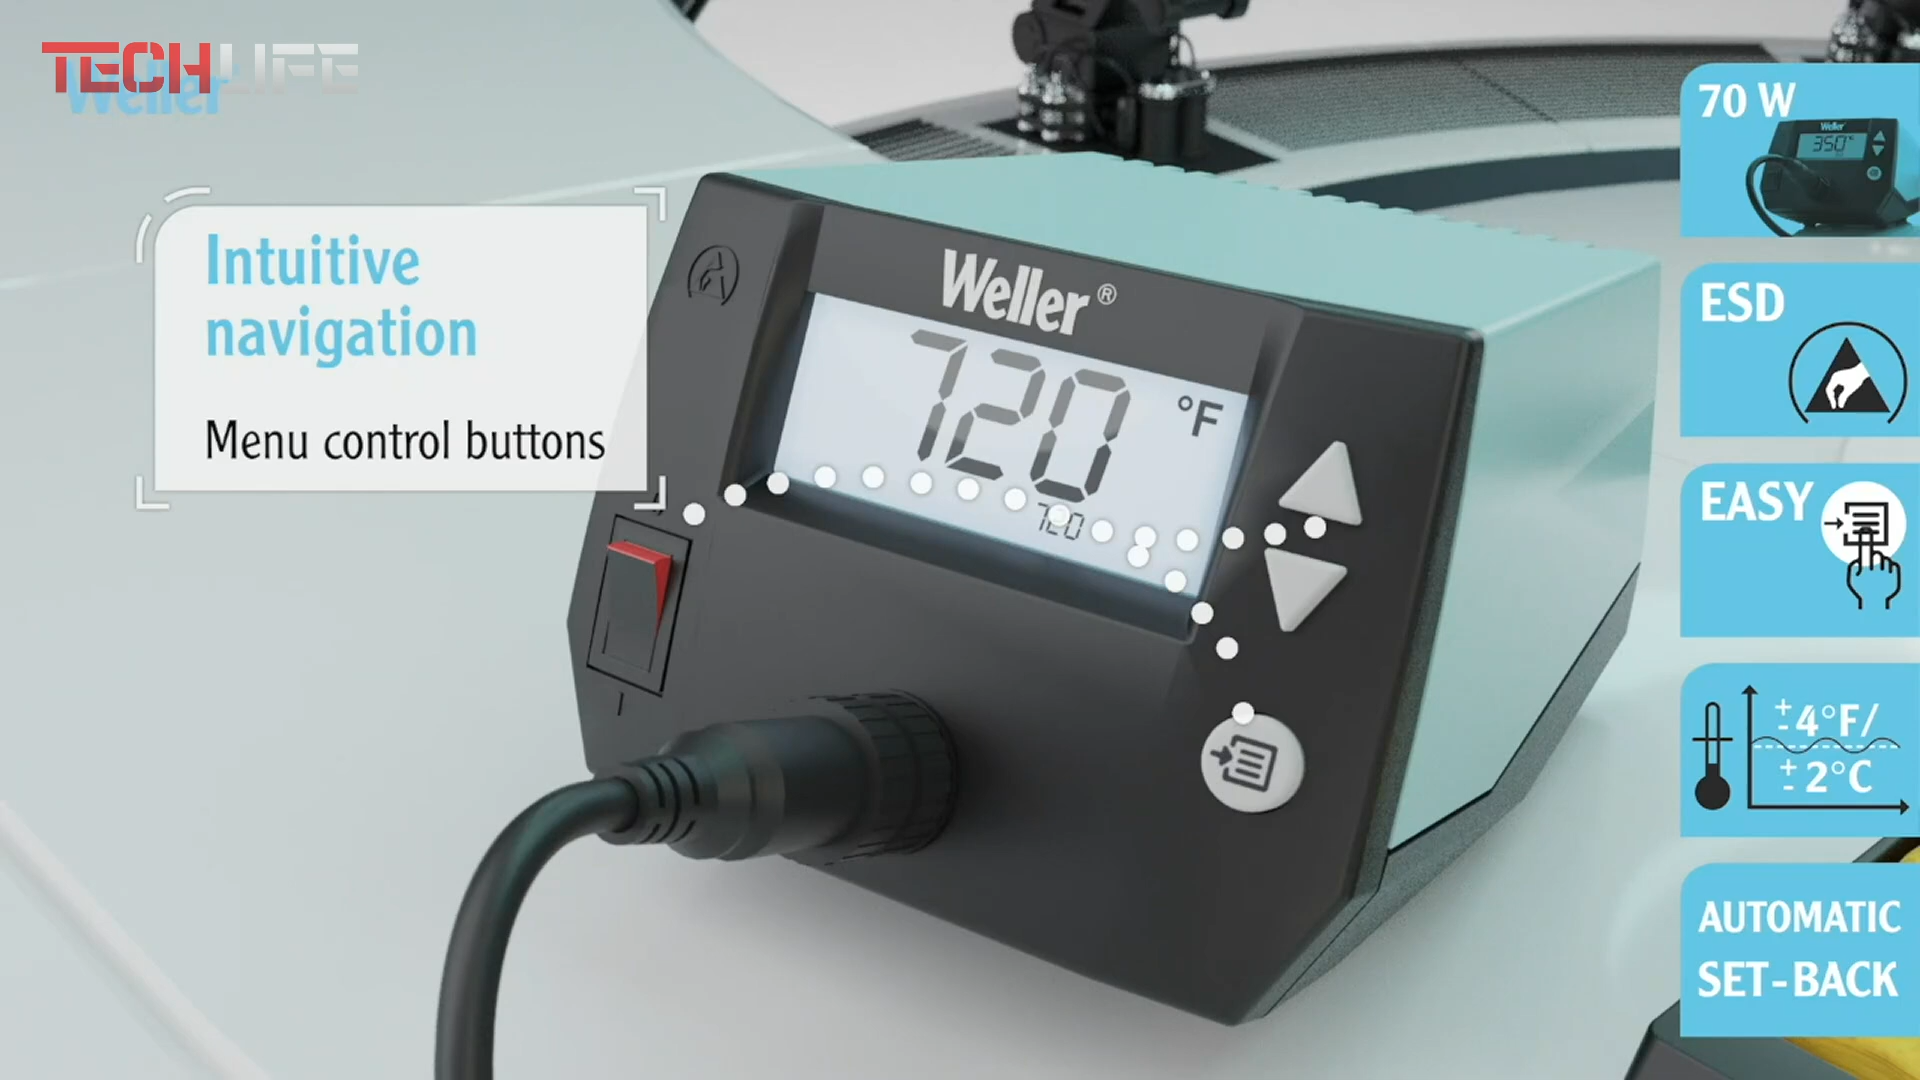 TECHLIFE
Weller
Intuitive
navigation
Menu control buttons
Weller®
720 °F
720
70 W
Weller
350°
ESD
EASY
±4°F/
±2°C
AUTOMATIC
SET-BACK